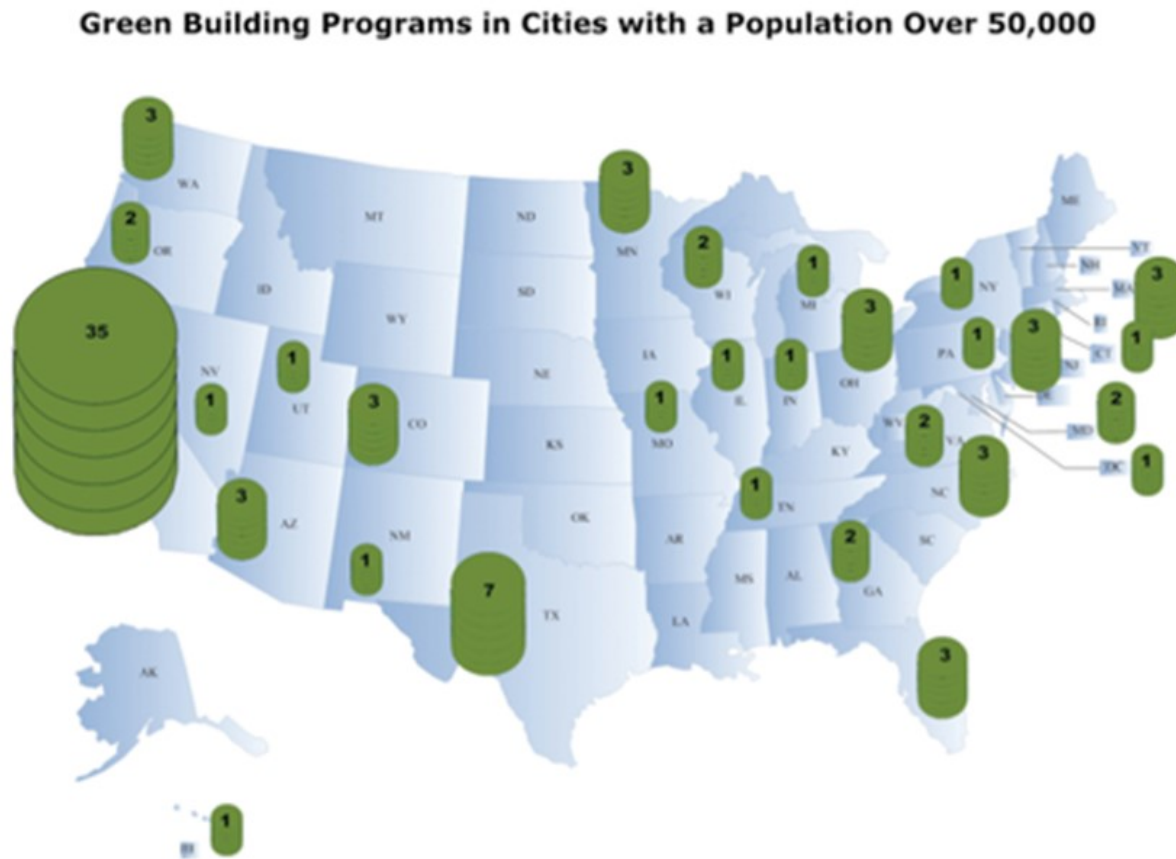 Green Building Programs in Cities with a Population Over 50,000
3
WA
2
OR
35
MT
ID
WY
NV
1
1
UT
3
CO
3
AZ
1
NM
ND
SD
NE
KS
OK
7
TX
3
MN
IA
1
MO
AR
LA
2
WI
1
MI
1
IL
1
IN
3
OH
KY
1
TN
MS
AL
2
GA
3
1
NY
1
PA
3
NJ
2
WV
VA
3
NC
SC
ME
VT
NH
MA
3
RI
CT
1
DE
MD
2
DC
1
AK
HI
1